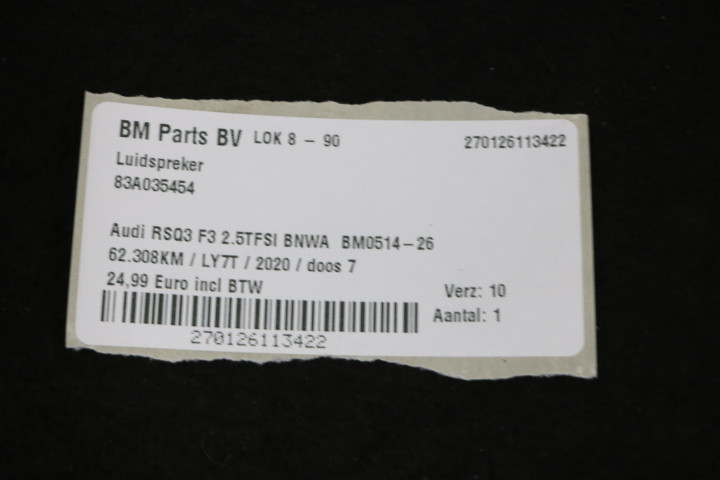 BM Parts BV LOK 8 - 90 270126113422
Luidspreker
83A035454
Audi RSQ3 F3 2.5TFSI BNWA BM0514-26
62.308KM / LY7T / 2020 / doos 7
24,99 Euro incl BTW
Verz: 10
Aantal: 1
270126113422